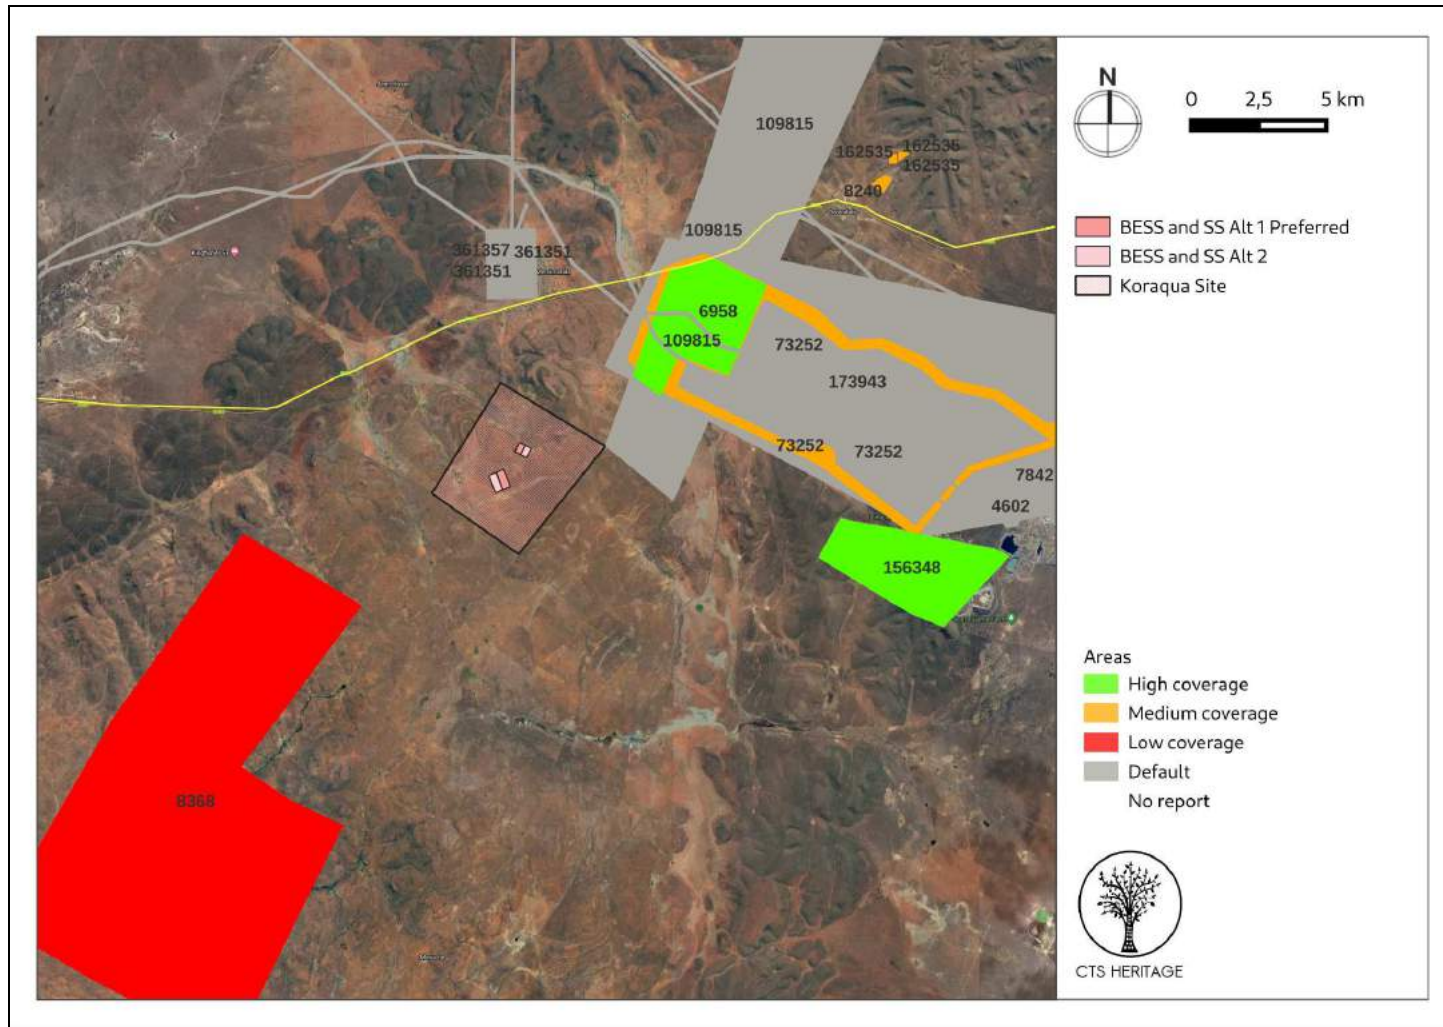 109815
162535 162535
162535
8240
109815
361357 361351
361351
6958
109815
73252
173943
73252 73252
7842
4602
156348
8368
N
0 2,5 5 km
BESS and SS Alt 1 Preferred
BESS and SS Alt 2
Koraqua Site
Areas
High coverage
Medium coverage
Low coverage
Default
No report
CTS HERITAGE